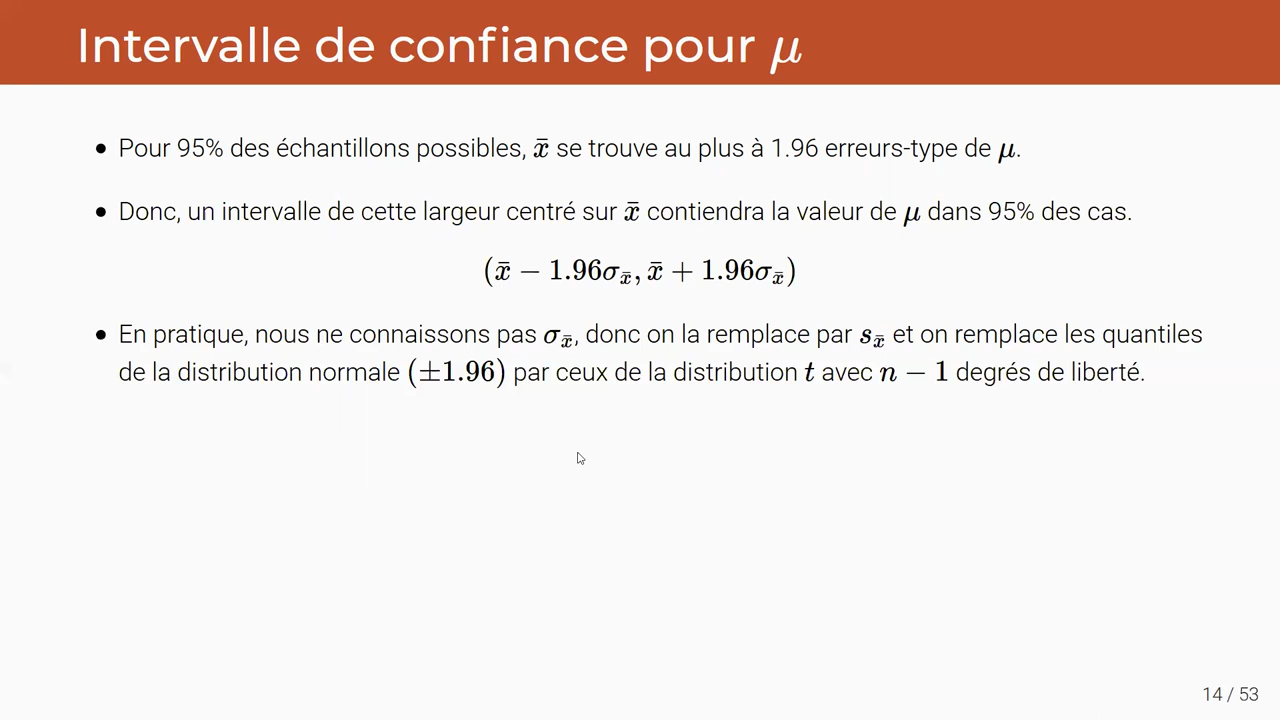 Intervalle de confiance pour μ
• Pour 95% des échantillons possibles, x̄ se trouve au plus à 1.96 erreurs-type de μ.
• Donc, un intervalle de cette largeur centré sur x̄ contiendra la valeur de μ dans 95% des cas.
(x̄ − 1.96σx̄, x̄ + 1.96σx̄)
• En pratique, nous ne connaissons pas σx̄, donc on la remplace par sx̄ et on remplace les quantiles
de la distribution normale (±1.96) par ceux de la distribution t avec n − 1 degrés de liberté.
14 / 53